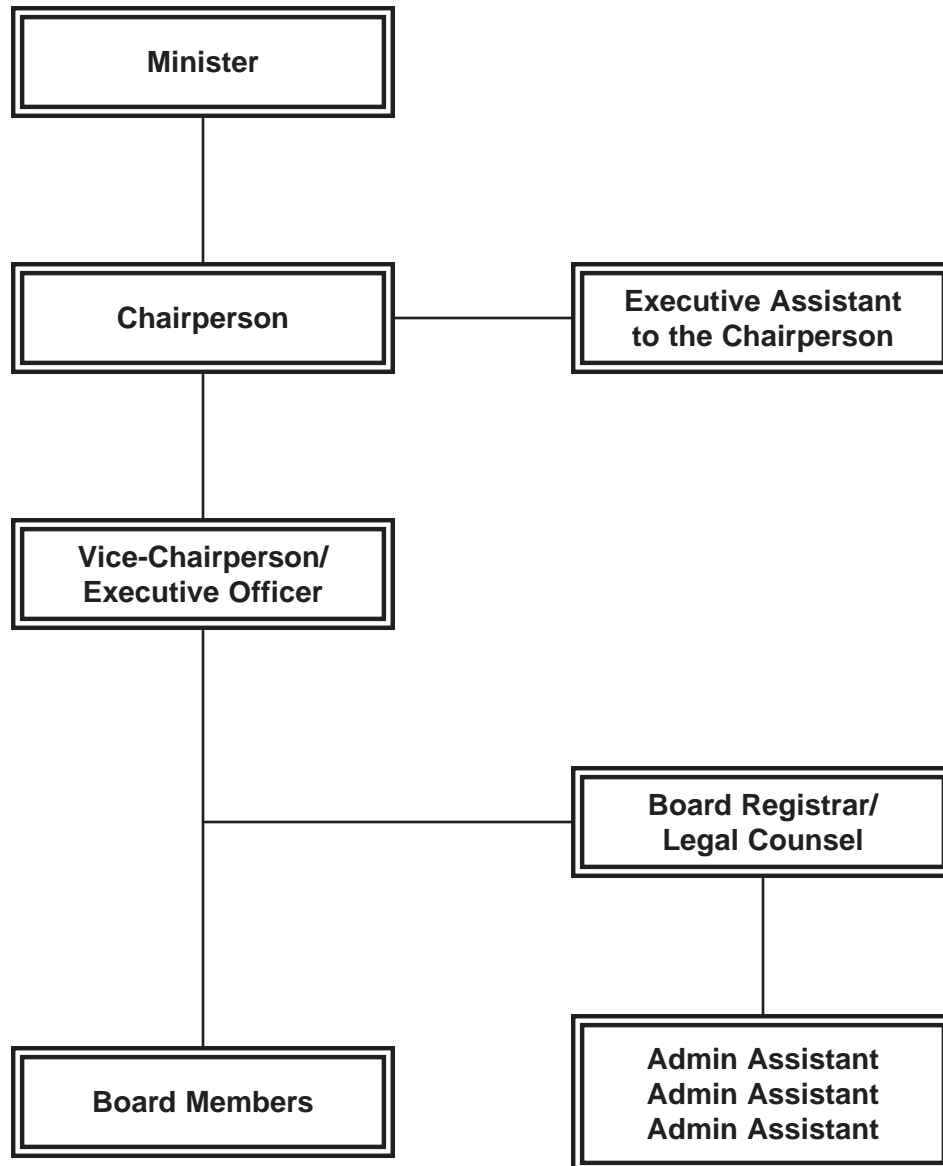 Minister
Chairperson
Executive Assistant
to the Chairperson
Vice-Chairperson/
Executive Officer
Board Registrar/
Legal Counsel
Board Members
Admin Assistant
Admin Assistant
Admin Assistant